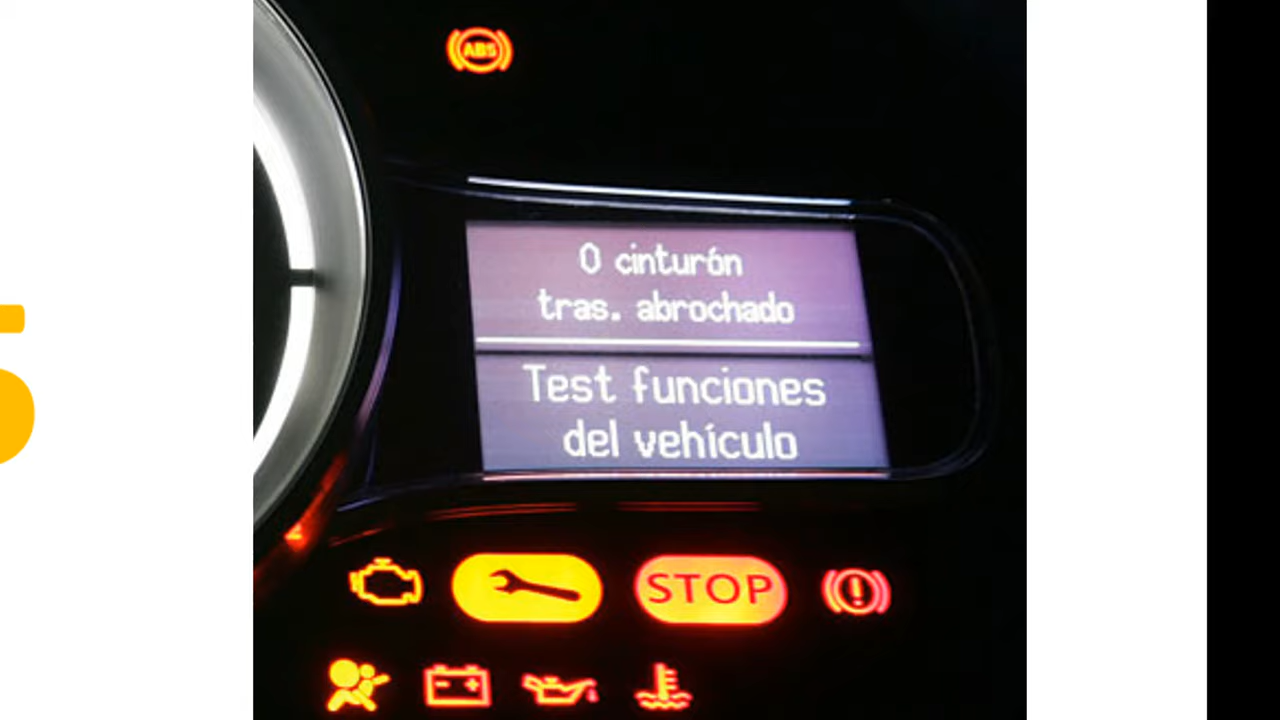 ABS
0 cinturón
tras. abrochado
Test funciones
del vehículo
STOP